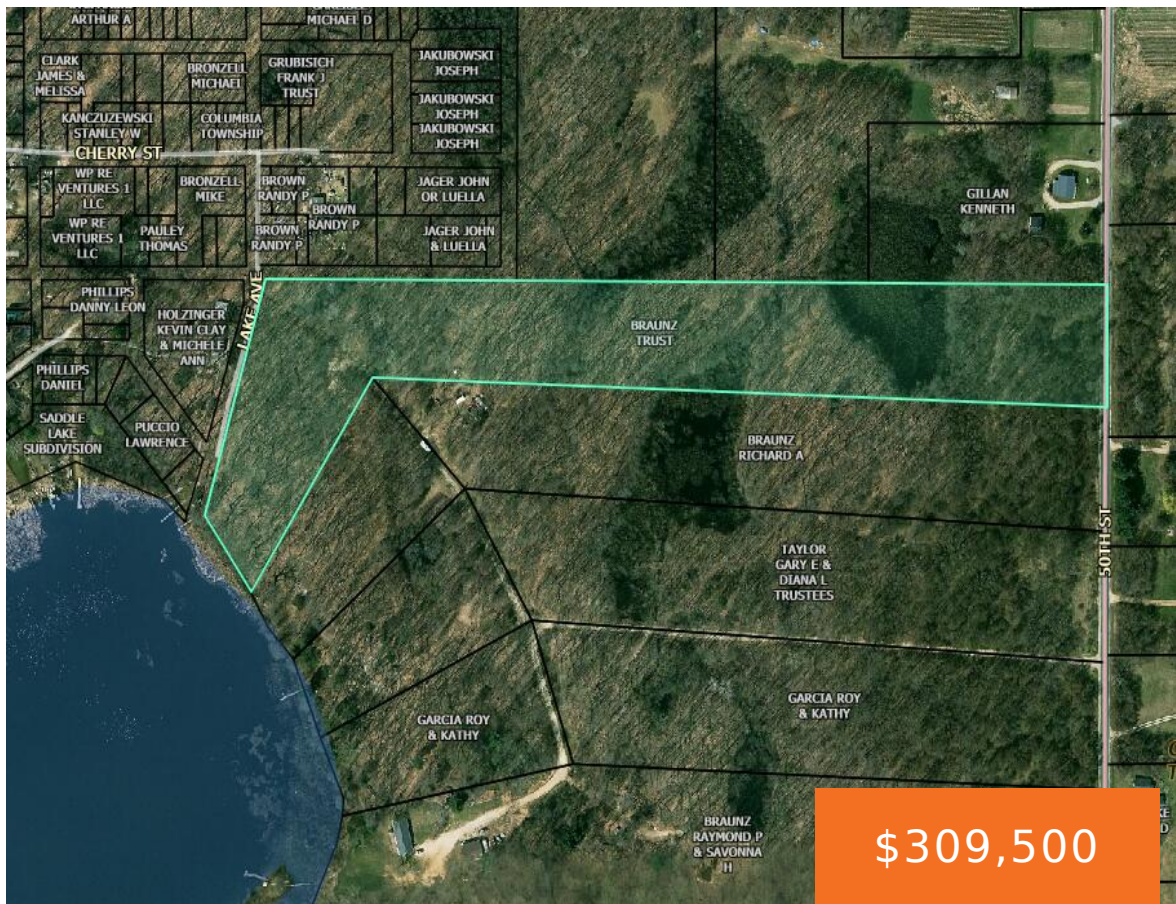 ARTHUR A
MICHAEL D
CLARK
JAMES &
MELISSA
BRONZELL
MICHAEL
GRUBISICH
FRANK J
TRUST
JAKUBOWSKI
JOSEPH
JAKUBOWSKI
JOSEPH
JAKUBOWSKI
JOSEPH
KANCZUZEWSKI
STANLEY W
COLUMBIA
TOWNSHIP
CHERRY ST
WP RE
VENTURES 1
LLC
BRONZELL
MIKE
BROWN
RANDY P
BROWN
RANDY P
JAGER JOHN
OR LUELLA
GILLAN
KENNETH
WP RE
VENTURES 1
LLC
PAULEY
THOMAS
BROWN
RANDY P
JAGER JOHN
& LUELLA
PHILLIPS
DANNY LEON
LAKE AVE
HOLZINGER
KEVIN CLAY
& MICHELE
ANN
BRAUNZ
TRUST
PHILLIPS
DANIEL
SADDLE
LAKE
SUBDIVISION
PUCCIO
LAWRENCE
BRAUNZ
RICHARD A
50TH ST
TAYLOR
GARY E &
DIANA L
TRUSTEES
GARCIA ROY
& KATHY
GARCIA ROY
& KATHY
BRAUNZ
RAYMOND P
& SAVONNA
H
$309,500